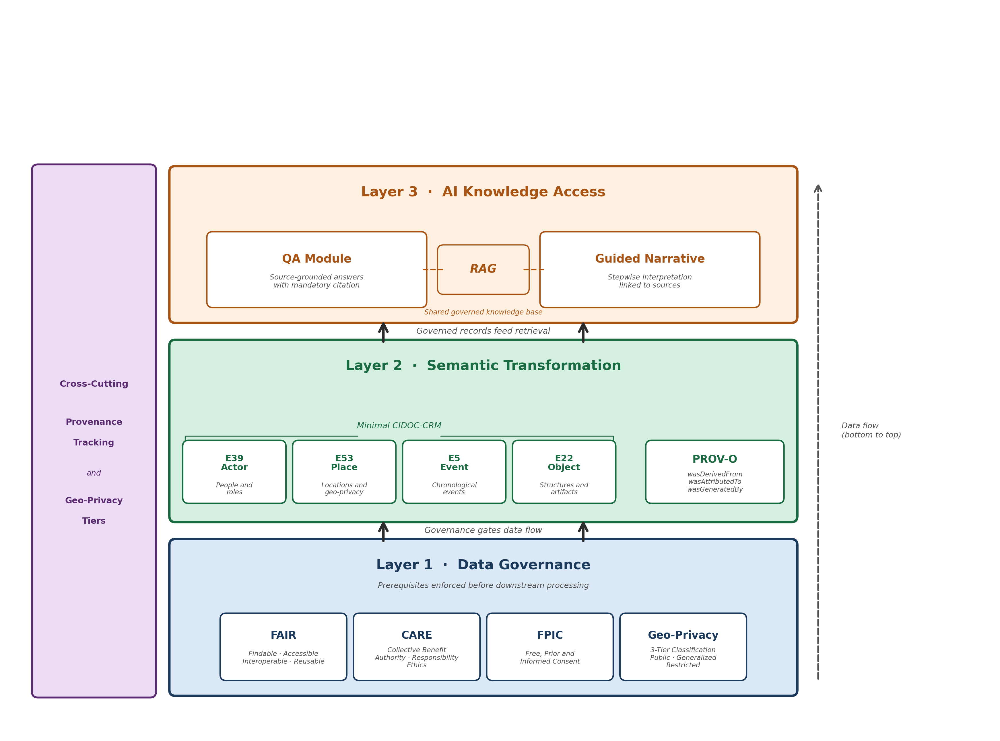 Layer 3 · AI Knowledge Access
QA Module
Source-grounded answers
with mandatory citation
RAG
Guided Narrative
Stepwise interpretation
linked to sources
Shared governed knowledge base
Governed records feed retrieval
Layer 2 · Semantic Transformation
Minimal CIDOC-CRM
E39
Actor
People and
roles
E53
Place
Locations and
geo-privacy
E5
Event
Chronological
events
E22
Object
Structures and
artifacts
PROV-O
wasDerivedFrom
wasAttributedTo
wasGeneratedBy
Governance gates data flow
Layer 1 · Data Governance
Prerequisites enforced before downstream processing
FAIR
Findable · Accessible
Interoperable · Reusable
CARE
Collective Benefit
Authority · Responsibility
Ethics
FPIC
Free, Prior and
Informed Consent
Geo-Privacy
3-Tier Classification
Public · Generalized
Restricted
Cross-Cutting
Provenance
Tracking
and
Geo-Privacy
Tiers
Data flow
(bottom to top)